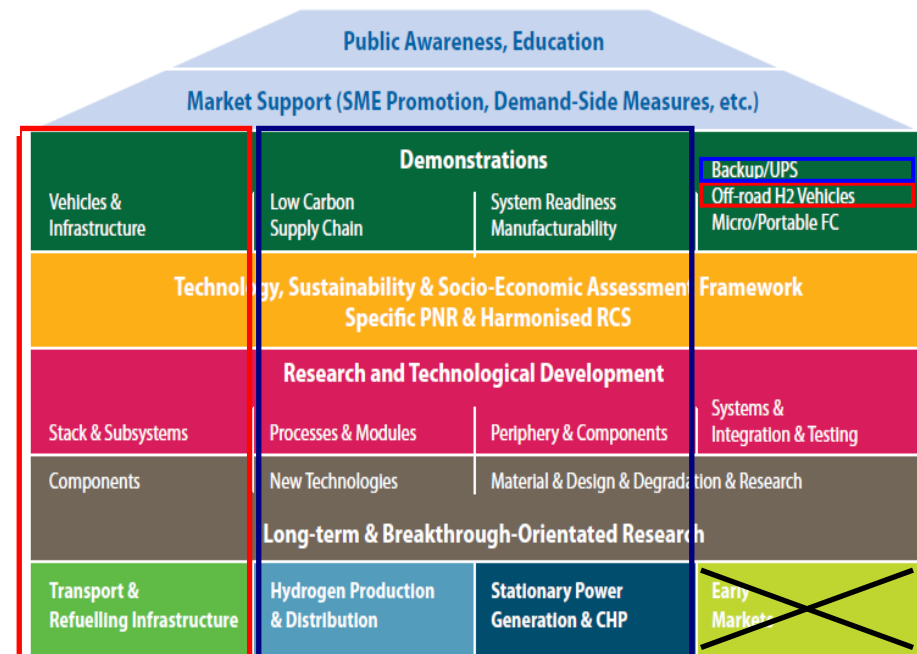 Public Awareness, Education
Market Support (SME Promotion, Demand-Side Measures, etc.)
Demonstrations
Vehicles &
Infrastructure
Low Carbon
Supply Chain
System Readiness
Manufacturability
Backup/UPS
Off-road H2 Vehicles
Micro/Portable FC
Technology, Sustainability & Socio-Economic Assessment Framework
Specific PNR & Harmonised RCS
Research and Technological Development
Stack & Subsystems
Processes & Modules
Periphery & Components
Systems &
Integration & Testing
Components
New Technologies
Material & Design & Degradation & Research
Long-term & Breakthrough-Orientated Research
Transport &
Refuelling Infrastructure
Hydrogen Production
& Distribution
Stationary Power
Generation & CHP
Early
Markets